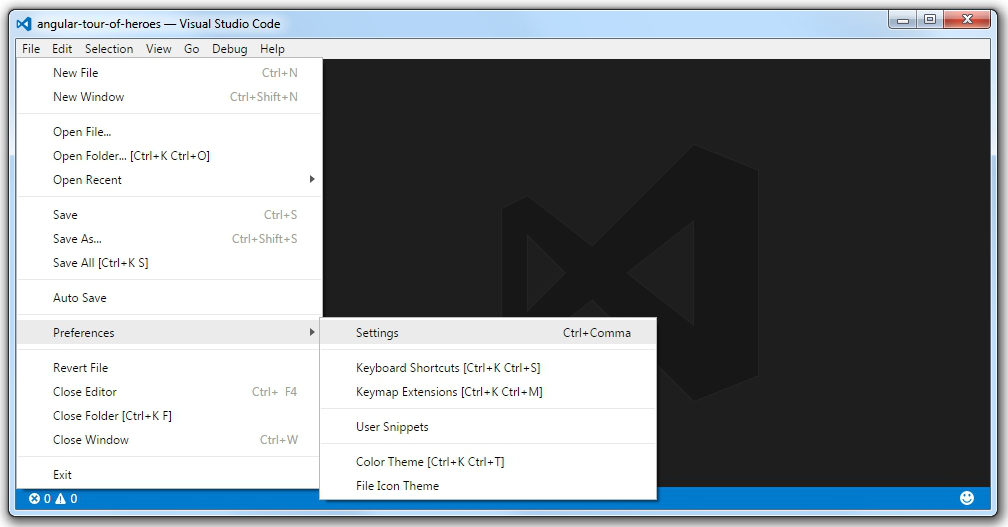 angular-tour-of-heroes — Visual Studio Code
File Edit Selection View Go Debug Help
New File Ctrl+N
New Window Ctrl+Shift+N
Open File...
Open Folder... [Ctrl+K Ctrl+O]
Open Recent
Save Ctrl+S
Save As... Ctrl+Shift+S
Save All [Ctrl+K S]
Auto Save
Preferences
Revert File
Close Editor Ctrl+ F4
Close Folder [Ctrl+K F]
Close Window Ctrl+W
Exit
Settings Ctrl+Comma
Keyboard Shortcuts [Ctrl+K Ctrl+S]
Keymap Extensions [Ctrl+K Ctrl+M]
User Snippets
Color Theme [Ctrl+K Ctrl+T]
File Icon Theme
0 0